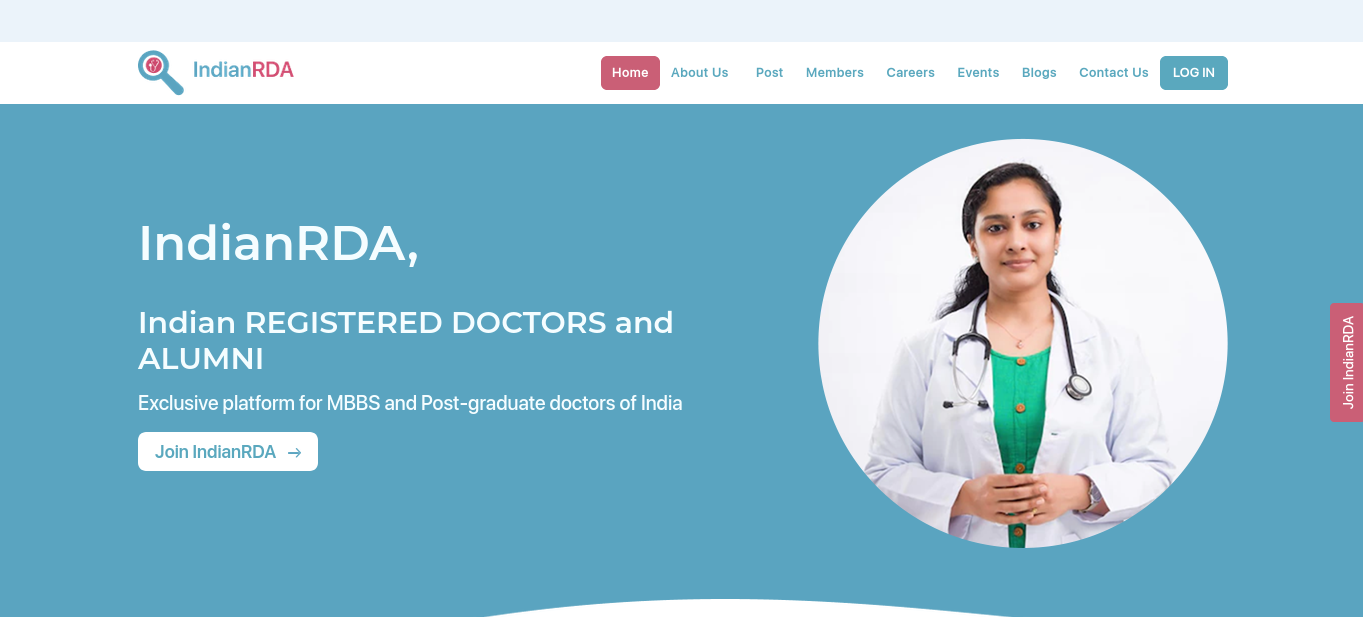 IndianRDA
Home About Us Post Members Careers Events Blogs Contact Us LOG IN
IndianRDA,
Indian REGISTERED DOCTORS and
ALUMNI
Exclusive platform for MBBS and Post-graduate doctors of India
Join IndianRDA →
Join IndianRDA